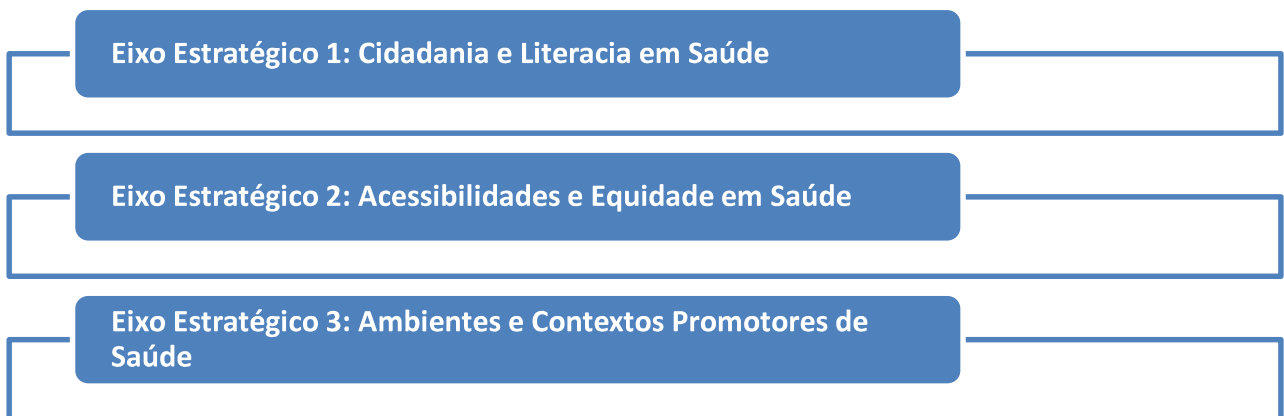 Eixo Estratégico 1: Cidadania e Literacia em Saúde
Eixo Estratégico 2: Acessibilidades e Equidade em Saúde
Eixo Estratégico 3: Ambientes e Contextos Promotores de
Saúde